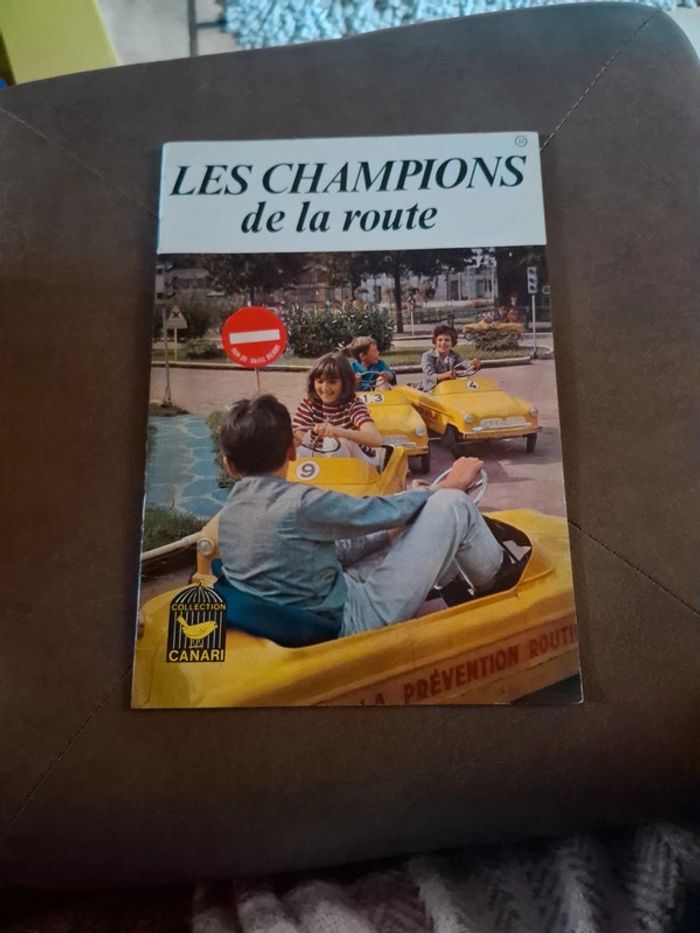 LES CHAMPIONS
de la route
13
4
9
COLLECTION
CANARI
LA PRÉVENTION ROUTI